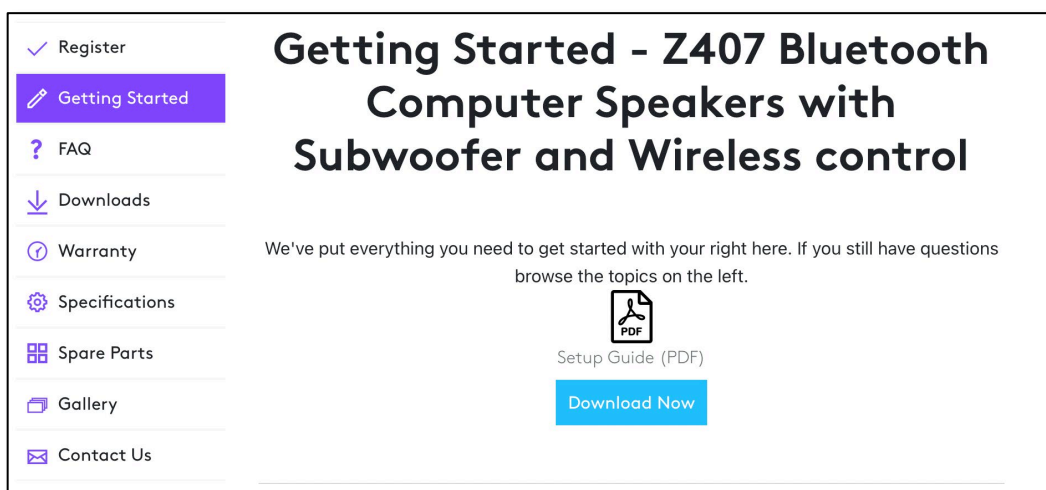 Register
Getting Started
? FAQ
Downloads
Warranty
Specifications
Spare Parts
Gallery
Contact Us
Getting Started - Z407 Bluetooth
Computer Speakers with
Subwoofer and Wireless control
We've put everything you need to get started with your right here. If you still have questions
browse the topics on the left.
PDF
Setup Guide (PDF)
Download Now